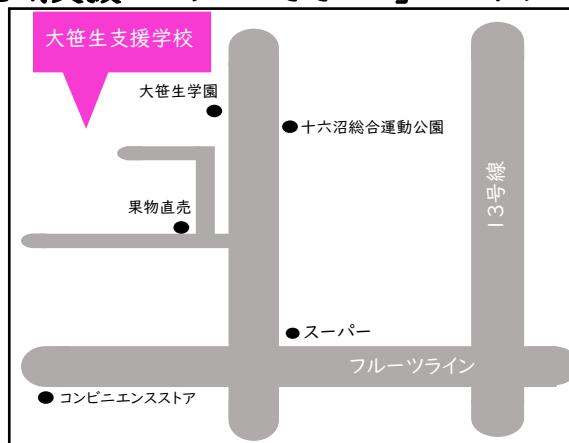 大笹生支援学校
大笹生学園
十六沼総合運動公園
果物直売
13号線
スーパー
フルーツライン
コンビニエンスストア